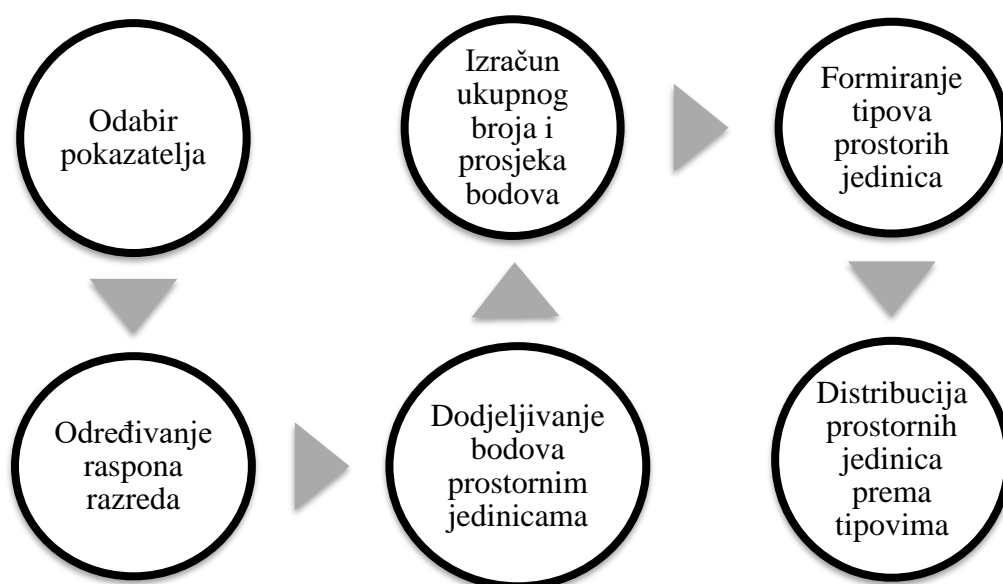 Odabir
pokazatelja
Određivanje
raspona
razreda
Dodjeljivanje
bodova
prostornim
jedinicama
Izračun
ukupnog
broja i
prosjeka
bodova
Formiranje
tipova
prostorih
jedinica
Distribucija
prostornih
jedinica
prema
tipovima